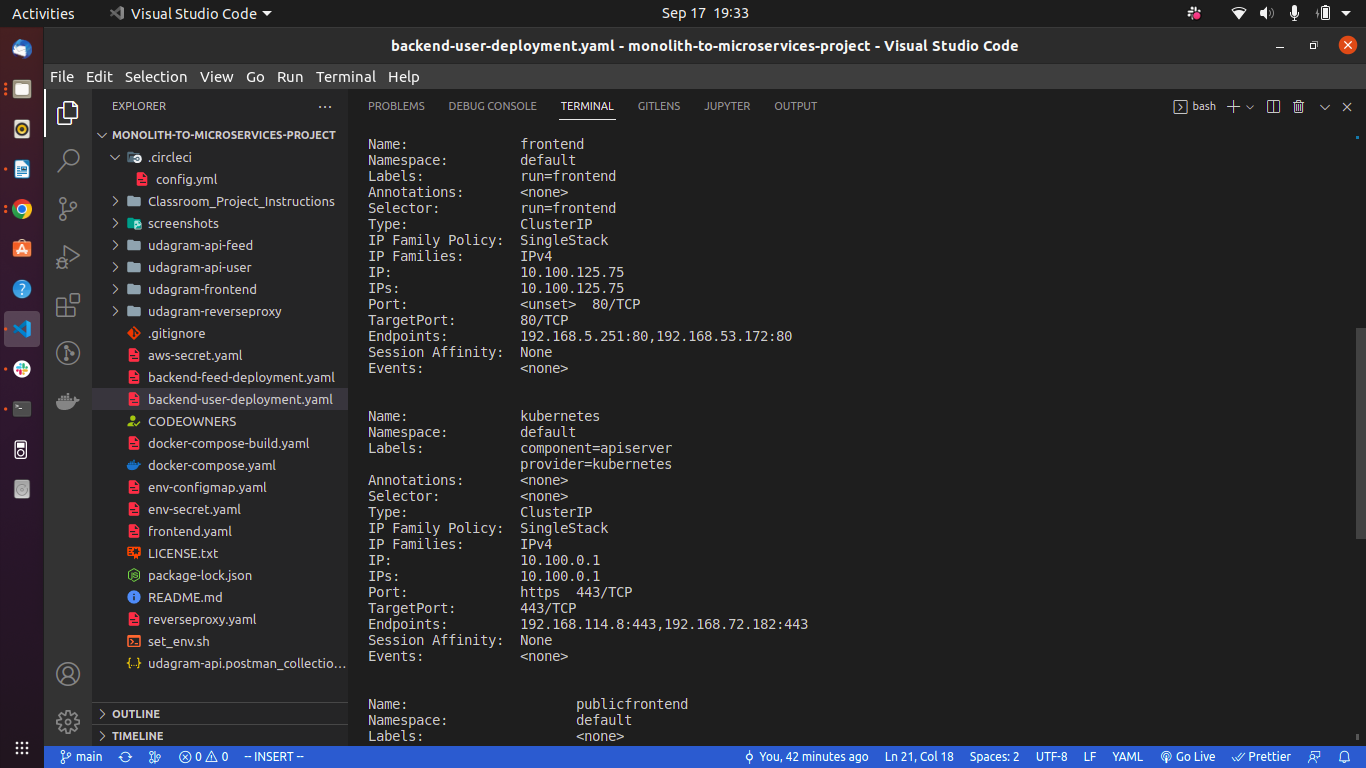 Activities
Visual Studio Code
Sep 17 19:33
backend-user-deployment.yaml - monolith-to-microservices-project - Visual Studio Code
File Edit Selection View Go Run Terminal Help
EXPLORER
MONOLITH-TO-MICROSERVICES-PROJECT
.circleci
config.yml
Classroom_Project_Instructions
screenshots
udagram-api-feed
udagram-api-user
udagram-frontend
udagram-reverseproxy
.gitignore
aws-secret.yaml
backend-feed-deployment.yaml
backend-user-deployment.yaml
CODEOWNERS
docker-compose-build.yaml
docker-compose.yaml
env-configmap.yaml
env-secret.yaml
frontend.yaml
LICENSE.txt
package-lock.json
README.md
reverseproxy.yaml
set_env.sh
udagram-api.postman_collectio...
OUTLINE
TIMELINE
PROBLEMS DEBUG CONSOLE TERMINAL GITLENS JUPYTER OUTPUT
bash
Name: frontend
Namespace: default
Labels: run=frontend
Annotations: <none>
Selector: run=frontend
Type: ClusterIP
IP Family Policy: SingleStack
IP Families: IPv4
IP: 10.100.125.75
IPs: 10.100.125.75
Port: <unset> 80/TCP
TargetPort: 80/TCP
Endpoints: 192.168.5.251:80,192.168.53.172:80
Session Affinity: None
Events: <none>
Name: kubernetes
Namespace: default
Labels: component=apiserver
provider=kubernetes
Annotations: <none>
Selector: <none>
Type: ClusterIP
IP Family Policy: SingleStack
IP Families: IPv4
IP: 10.100.0.1
IPs: 10.100.0.1
Port: https 443/TCP
TargetPort: 443/TCP
Endpoints: 192.168.114.8:443,192.168.72.182:443
Session Affinity: None
Events: <none>
Name: publicfrontend
Namespace: default
Labels: <none>
main
0 0
-- INSERT --
You, 42 minutes ago
Ln 21, Col 18
Spaces: 2
UTF-8
LF
YAML
Go Live
Prettier